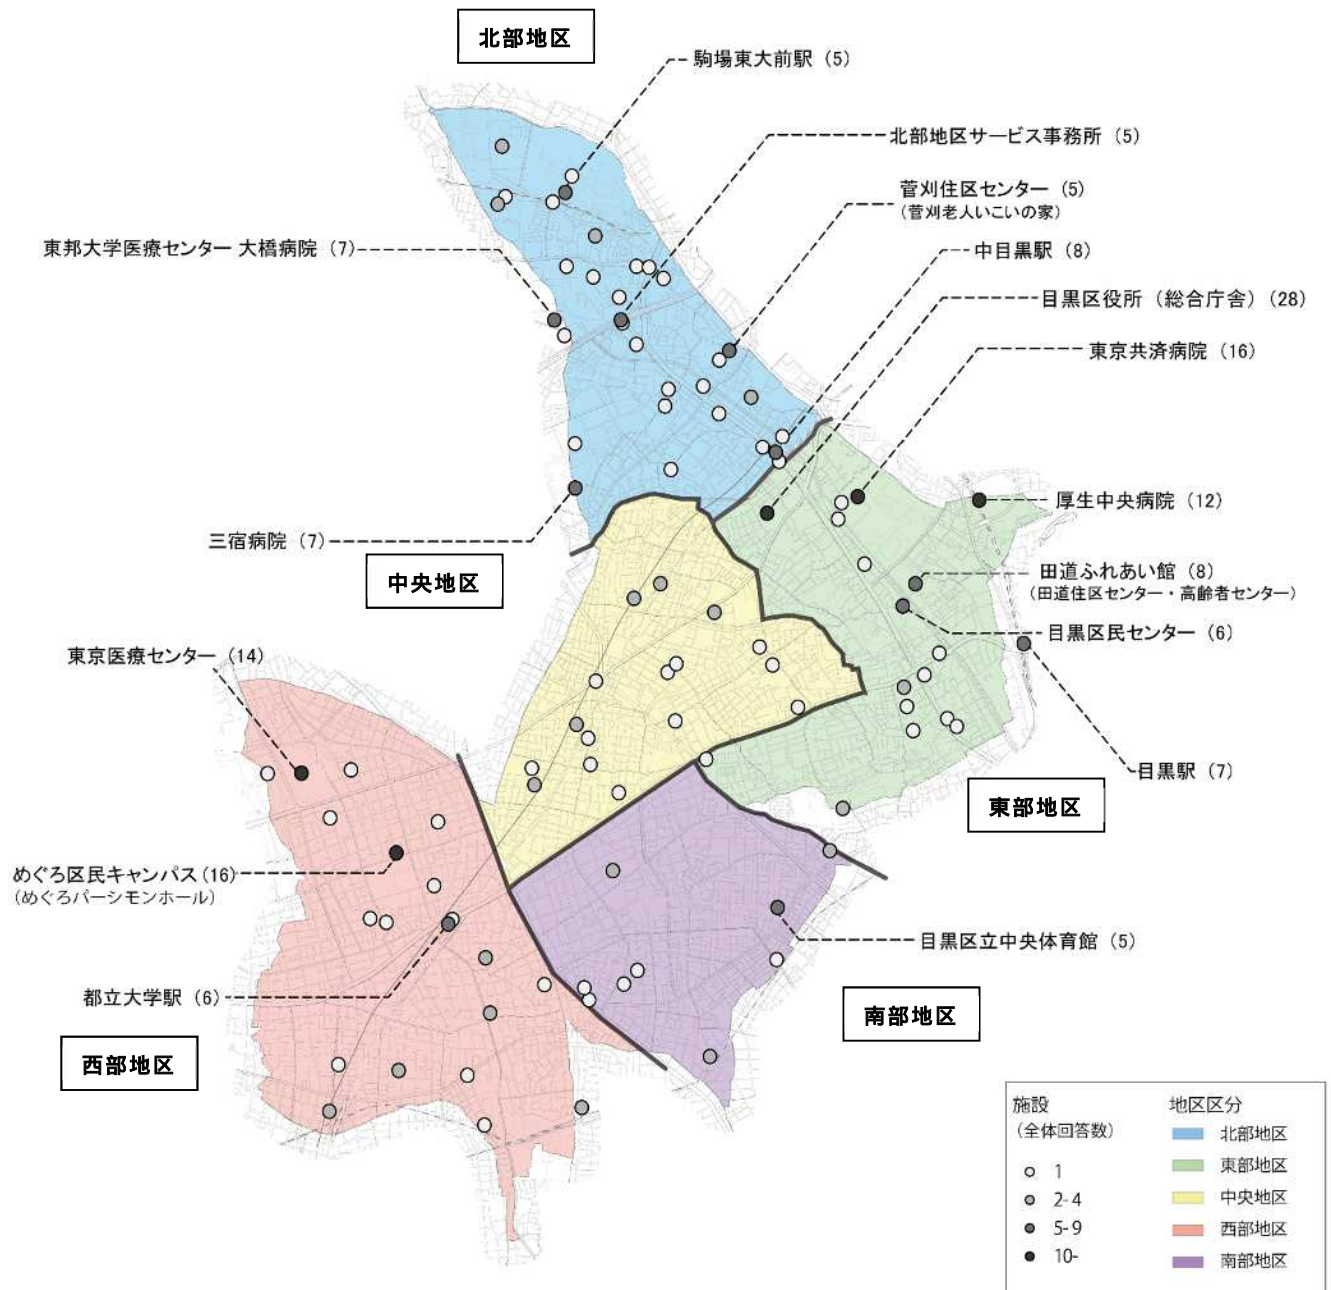 北部地区
駒場東大前駅（5）
北部地区サービス事務所（5）
菅刈住区センター（5）
（菅刈老人いこいの家）
東邦大学医療センター 大橋病院（7）
中目黒駅（8）
目黒区役所（総合庁舎）（28）
東京共済病院（16）
厚生中央病院（12）
三宿病院（7）
中央地区
田道ふれあい館（8）
（田道住区センター・高齢者センター）
目黒区民センター（6）
東京医療センター（14）
目黒駅（7）
東部地区
めぐろ区民キャンパス（16）
（めぐろパーシモンホール）
目黒区立中央体育館（5）
都立大学駅（6）
南部地区
西部地区
施設
（全体回答数）
1
2-4
5-9
10-
地区区分
北部地区
東部地区
中央地区
西部地区
南部地区